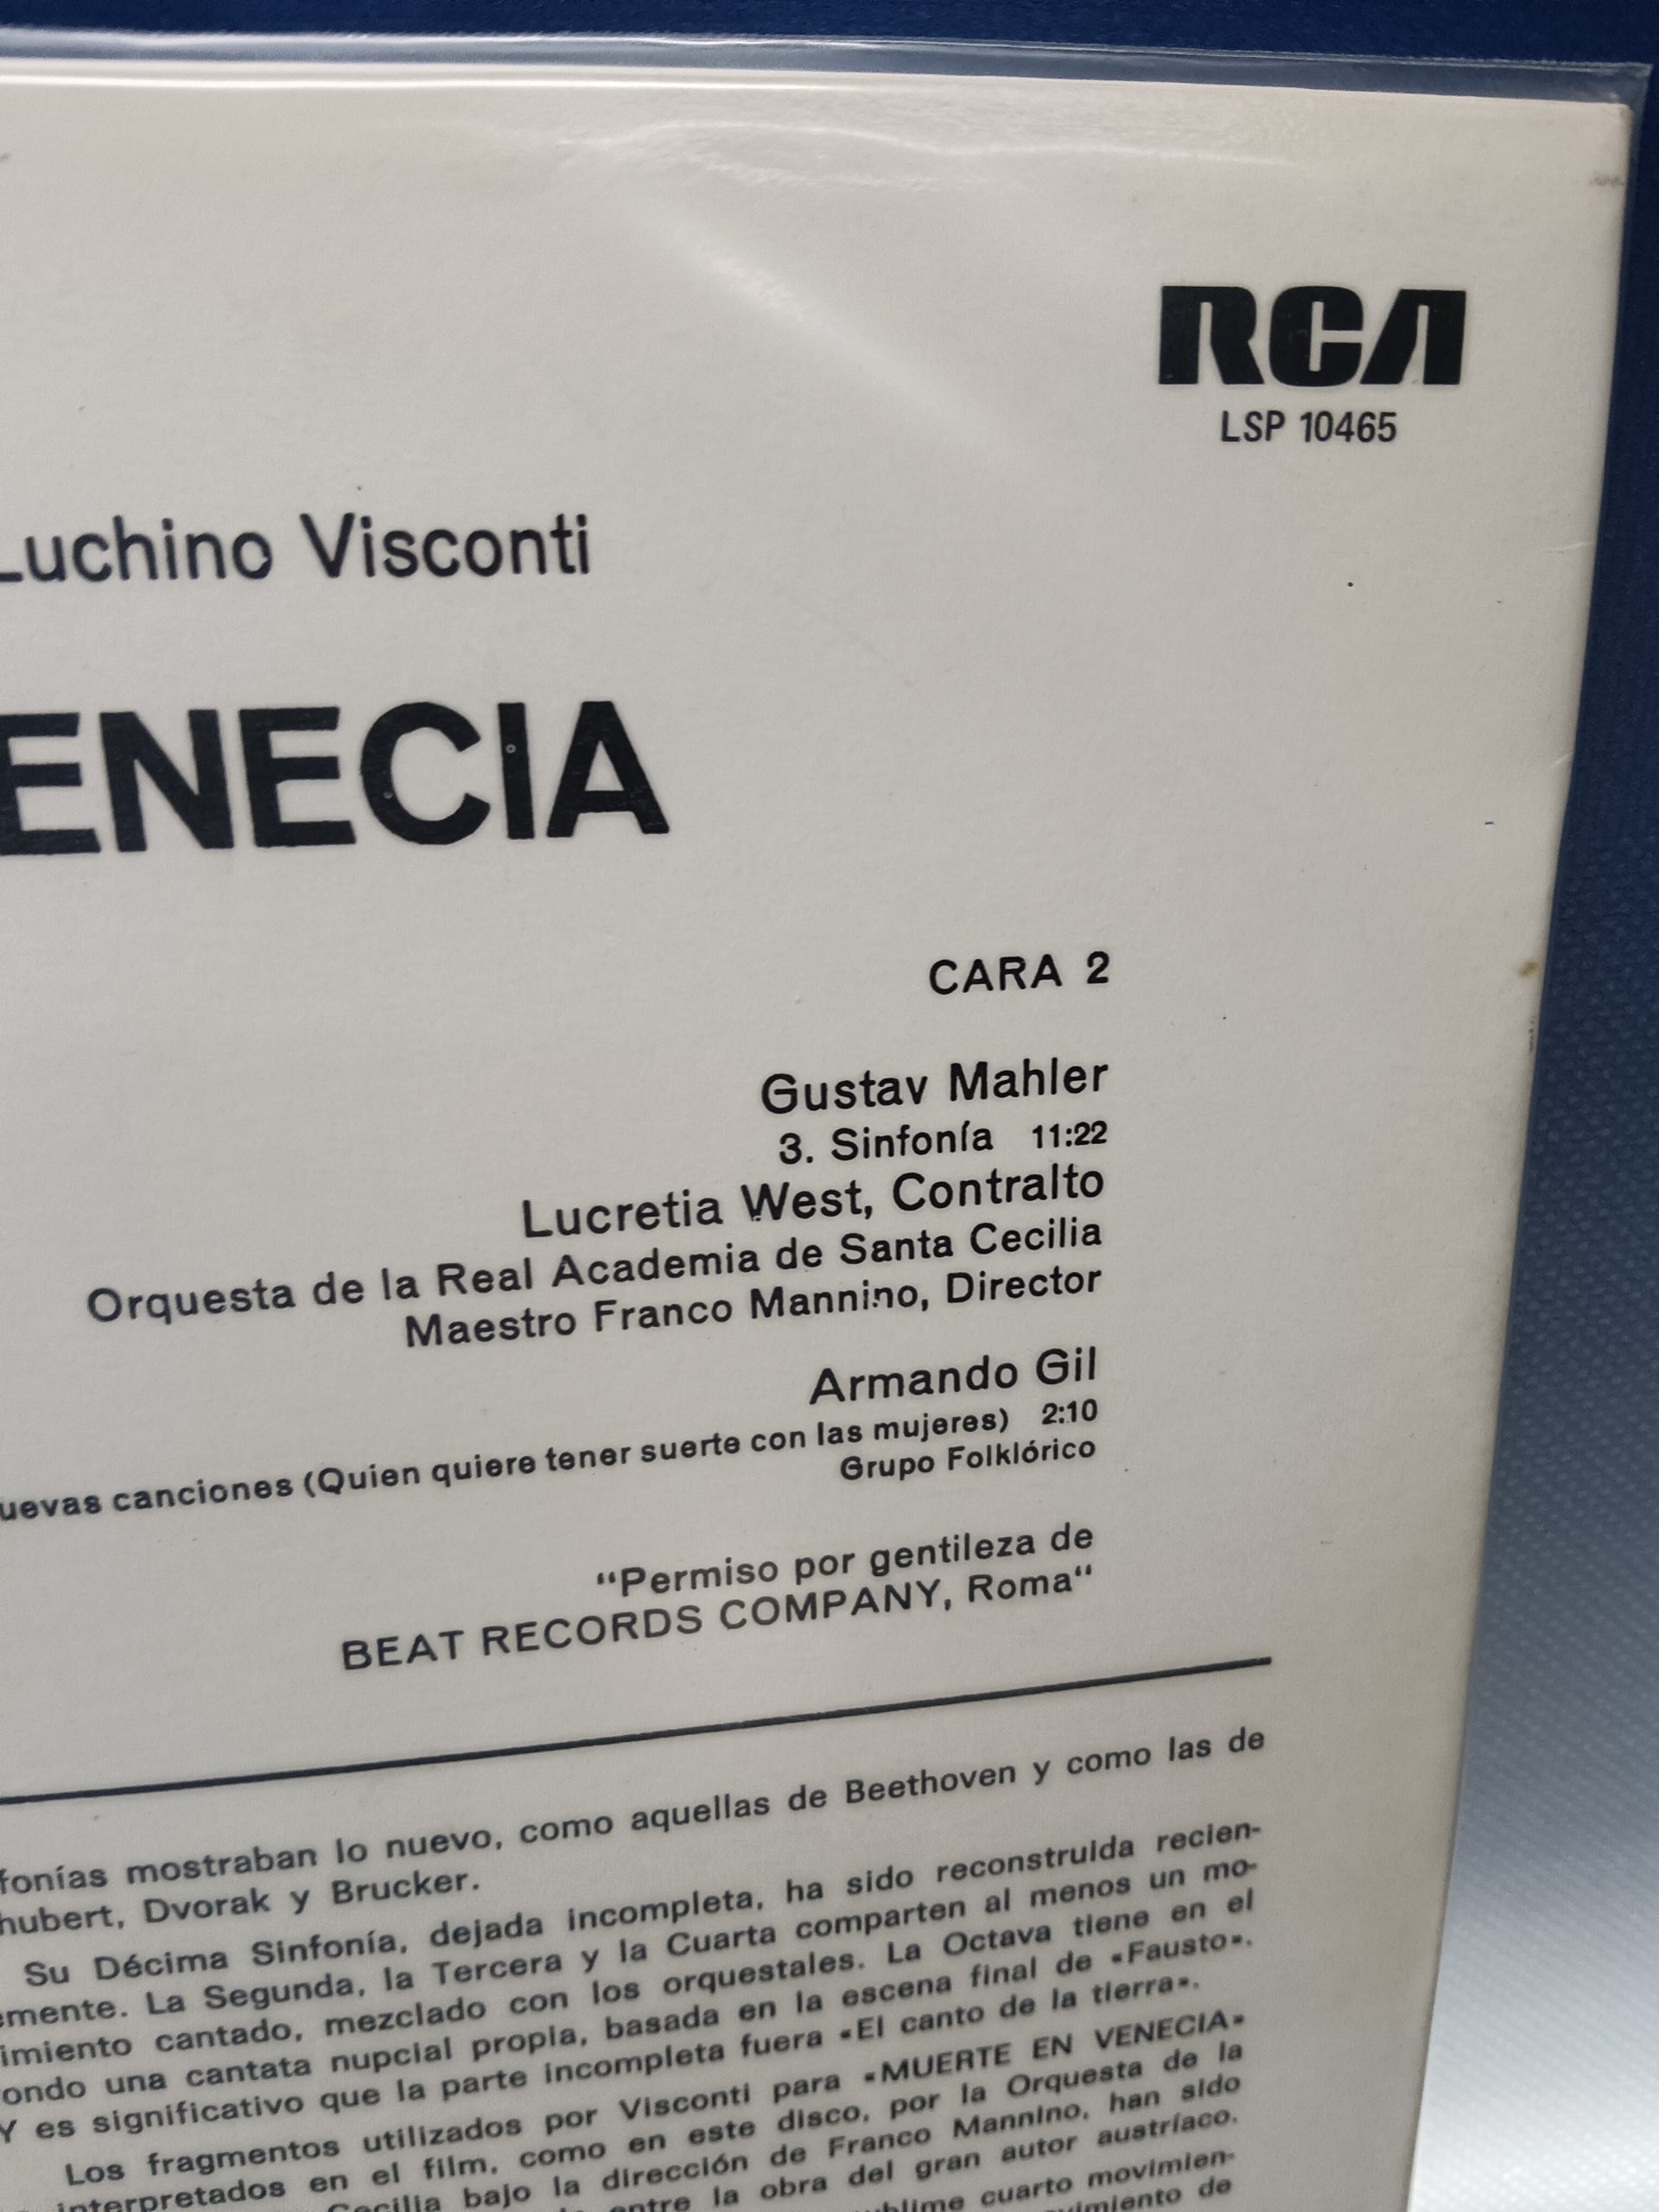 RCA
LSP 10465
Luchino Visconti
ENECIA
CARA 2
Gustav Mahler
3. Sinfonía 11:22
Lucretia West, Contralto
Orquesta de la Real Academia de Santa Cecilia
Maestro Franco Mannino, Director
Armando Gil
uevas canciones (Quien quiere tener suerte con las mujeres) 2:10
Grupo Folklórico
“Permiso por gentileza de
BEAT RECORDS COMPANY, Roma“
fonías mostraban lo nuevo, como aquellas de Beethoven y como las de
hubert, Dvorak y Brucker.
Su Décima Sinfonía, dejada incompleta, ha sido reconstruida recien-
emente. La Segunda, la Tercera y la Cuarta comparten al menos un mo-
imiento cantado, mezclado con los orquestales. La Octava tiene en el
ondo una cantata nupcial propia, basada en la escena final de «Fausto».
Y es significativo que la parte incompleta fuera «El canto de la tierra».
Los fragmentos utilizados por Visconti para «MUERTE EN VENECIA»
interpretados en el film, como en este disco, por la Orquesta de la
Cecilia bajo la dirección de Franco Mannino, han sido
entre la obra del gran autor austríaco.
cuarto movimien-
de